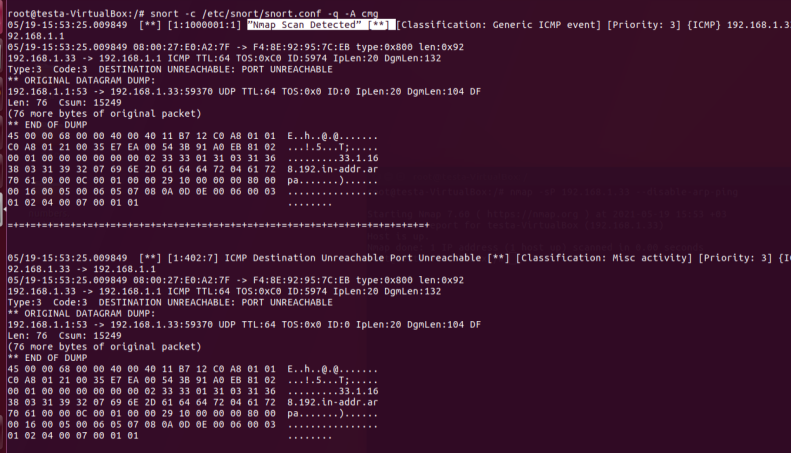 root@testa-VirtualBox:/# snort -c /etc/snort/snort.conf -q -A cmg
05/19-15:53:25.009849  [**] [1:1000001:1] "Nmap Scan Detected" [**] [Classification: Generic ICMP event] [Priority: 3] {ICMP} 192.168.1.33
92.168.1.1
05/19-15:53:25.009849 08:00:27:E0:A2:7F -> F4:8E:92:95:7C:EB type:0x800 len:0x92
192.168.1.33 -> 192.168.1.1 ICMP TTL:64 TOS:0xC0 ID:5974 IpLen:20 DgmLen:132
Type:3  Code:3  DESTINATION UNREACHABLE: PORT UNREACHABLE
** ORIGINAL DATAGRAM DUMP:
192.168.1.1:53 -> 192.168.1.33:59370 UDP TTL:64 TOS:0x0 ID:0 IpLen:20 DgmLen:104 DF
Len: 76  Csum: 15249
(76 more bytes of original packet)
** END OF DUMP
45 00 00 68 00 00 40 00 40 11 B7 12 C0 A8 01 01  E..h..@.@.......
C0 A8 01 21 00 35 E7 EA 00 54 3B 91 A0 EB 81 02  ...!.5...T;.....
00 01 00 00 00 00 00 00 02 33 33 01 31 03 31 36  .........33.1.16
38 03 31 39 32 07 69 6E 2D 61 64 64 72 04 61 72  8.192.in-addr.ar
70 61 00 00 0C 00 01 00 00 29 10 00 00 00 80 00  pa.......)......
00 16 00 05 00 06 05 07 08 0A 0D 0E 00 06 00 03  ................
01 02 04 00 07 00 01 01                          ........
=+=+=+=+=+=+=+=+=+=+=+=+=+=+=+=+=+=+=+=+=+=+=+=+=+=+=+=+=+=+=+=+=+=+=+=+=+
05/19-15:53:25.009849  [**] [1:402:7] ICMP Destination Unreachable Port Unreachable [**] [Classification: Misc activity] [Priority: 3] {IC
92.168.1.33 -> 192.168.1.1
05/19-15:53:25.009849 08:00:27:E0:A2:7F -> F4:8E:92:95:7C:EB type:0x800 len:0x92
192.168.1.33 -> 192.168.1.1 ICMP TTL:64 TOS:0xC0 ID:5974 IpLen:20 DgmLen:132
Type:3  Code:3  DESTINATION UNREACHABLE: PORT UNREACHABLE
** ORIGINAL DATAGRAM DUMP:
192.168.1.1:53 -> 192.168.1.33:59370 UDP TTL:64 TOS:0x0 ID:0 IpLen:20 DgmLen:104 DF
Len: 76  Csum: 15249
(76 more bytes of original packet)
** END OF DUMP
45 00 00 68 00 00 40 00 40 11 B7 12 C0 A8 01 01  E..h..@.@.......
C0 A8 01 21 00 35 E7 EA 00 54 3B 91 A0 EB 81 02  ...!.5...T;.....
00 01 00 00 00 00 00 00 02 33 33 01 31 03 31 36  .........33.1.16
38 03 31 39 32 07 69 6E 2D 61 64 64 72 04 61 72  8.192.in-addr.ar
70 61 00 00 0C 00 01 00 00 29 10 00 00 00 80 00  pa.......)......
00 16 00 05 00 06 05 07 08 0A 0D 0E 00 06 00 03  ................
01 02 04 00 07 00 01 01                          ........